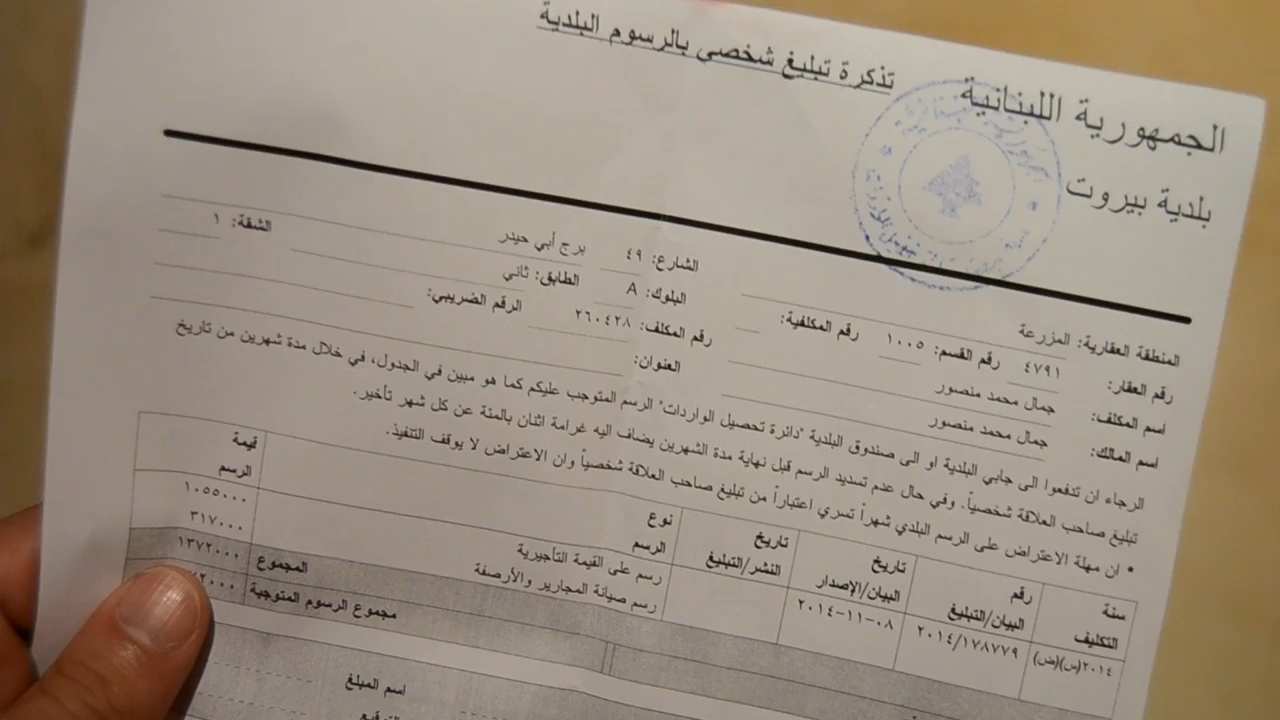 الجمهورية اللبنانية
بلدية بيروت
تذكرة تبليغ شخصي بالرسوم البلدية
المنطقة العقارية: المزرعة
الشارع: ٤٩ برج أبي حيدر
رقم العقار: ٤٧٩١ رقم القسم: ١٠٠٥ رقم المكلفية:
البلوك: A الطابق: ثاني الشقة: ١
اسم المكلف: جمال محمد منصور
رقم المكلف: ٢٦٠٤٢٨ الرقم الضريبي:
اسم المالك: جمال محمد منصور
العنوان:
الرجاء ان تدفعوا الى جابي البلدية او الى صندوق البلدية "دائرة تحصيل الواردات" الرسم المتوجب عليكم كما هو مبين في الجدول، في خلال مدة شهرين من تاريخ
تبليغ صاحب العلاقة شخصياً. وفي حال عدم تسديد الرسم قبل نهاية مدة الشهرين يضاف اليه غرامة اثنان بالمئة عن كل شهر تأخير.
• ان مهلة الاعتراض على الرسم البلدي شهراً تسري اعتباراً من تبليغ صاحب العلاقة شخصياً وان الاعتراض لا يوقف التنفيذ.
سنة التكليف رقم البيان/التبليغ تاريخ البيان/الإصدار تاريخ النشر/التبليغ نوع الرسم قيمة الرسم
٢٠١٤(س)(ض) ٢٠١٤/١٧٨٧٧٩ ٢٠١٤-١١-٠٨ رسم على القيمة التأجيرية ١٠٥٥٠٠٠
رسم صيانة المجارير والأرصفة ٣١٧٠٠٠
المجموع ١٣٧٢٠٠٠
مجموع الرسوم المتوجبة
اسم المبلغ